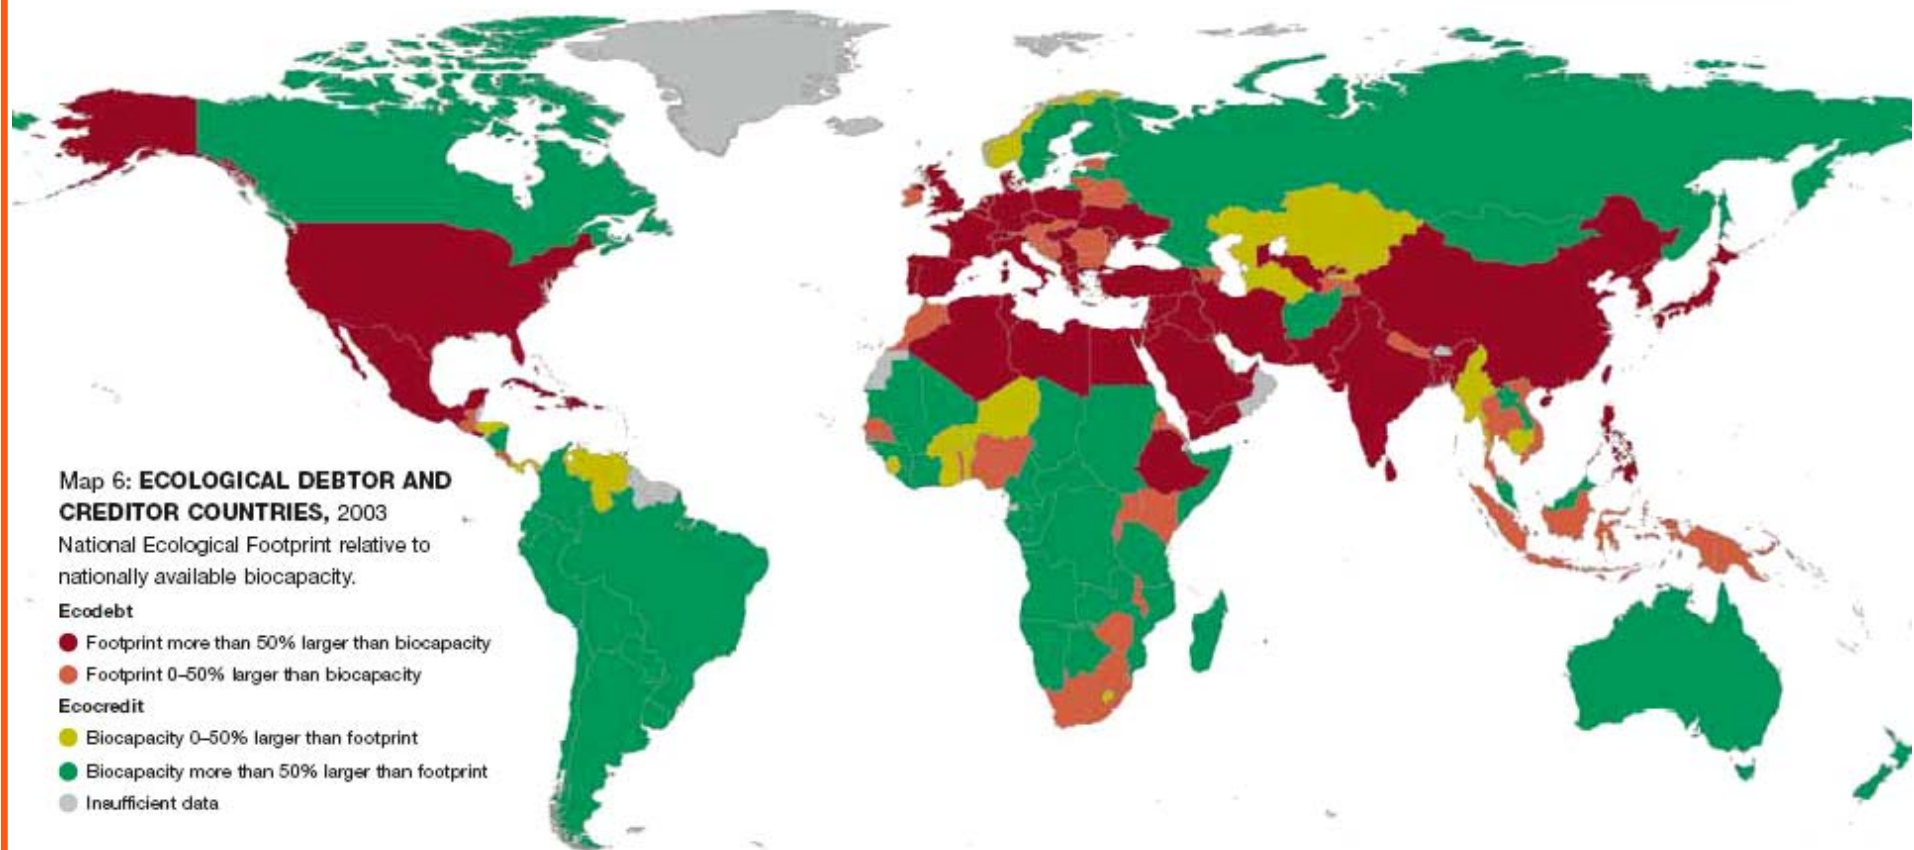 Map 6: ECOLOGICAL DEBTOR AND
CREDITOR COUNTRIES, 2003
National Ecological Footprint relative to
nationally available biocapacity.
Ecodebt
Footprint more than 50% larger than biocapacity
Footprint 0–50% larger than biocapacity
Ecocredit
Biocapacity 0–50% larger than footprint
Biocapacity more than 50% larger than footprint
Insufficient data